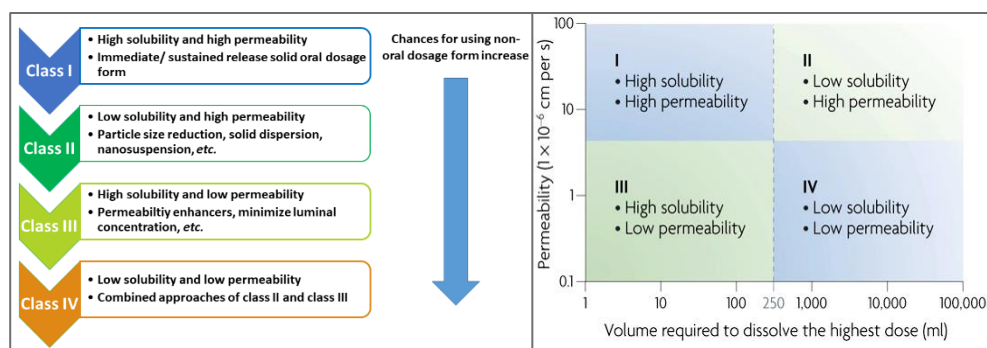 Class I
• High solubility and high permeability
• Immediate/ sustained release solid oral dosage
form
Class II
• Low solubility and high permeability
• Particle size reduction, solid dispersion,
nanosuspension, etc.
Class III
• High solubility and low permeability
• Permeabiltiy enhancers, minimize luminal
concentration, etc.
Class IV
• Low solubility and low permeability
• Combined approaches of class II and class III
Chances for using non-
oral dosage form increase
Permeability (1 × 10⁻⁶ cm per s)
100
10
1
0.1
I
• High solubility
• High permeability
II
• Low solubility
• High permeability
III
• High solubility
• Low permeability
IV
• Low solubility
• Low permeability
1 10 100 250 1,000 10,000 100,000
Volume required to dissolve the highest dose (ml)